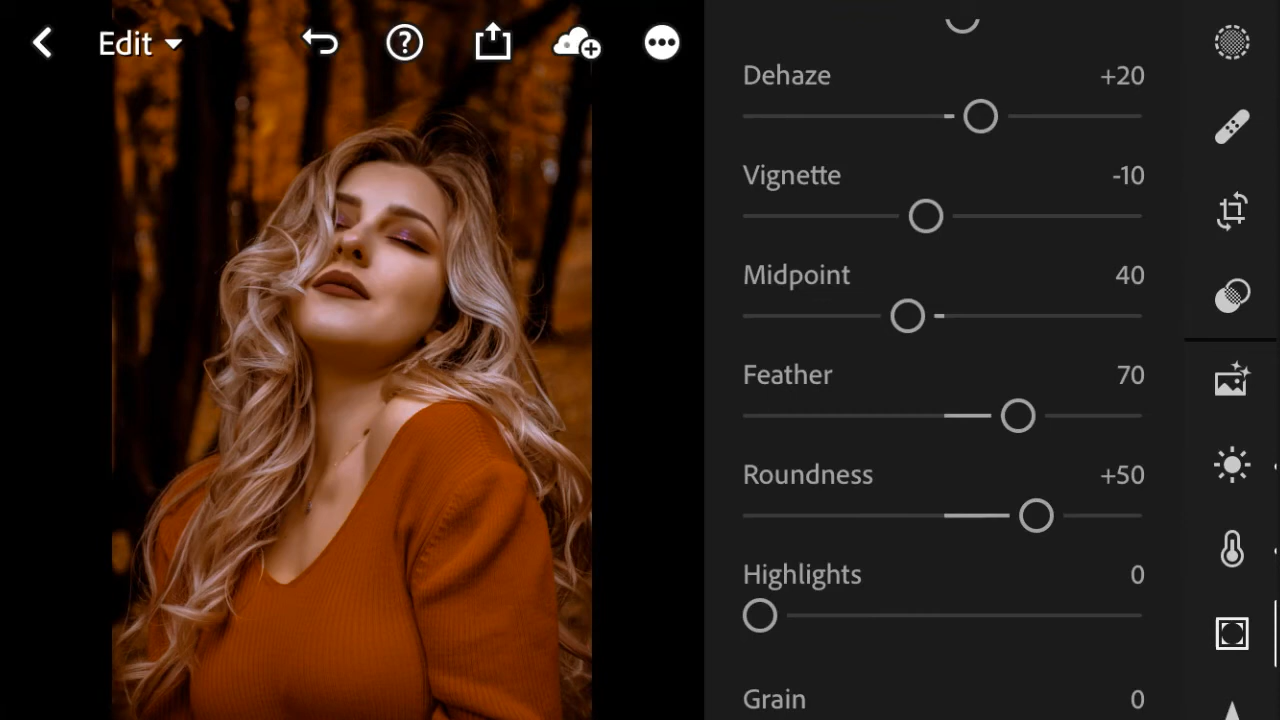 Edit
?
Dehaze +20
Vignette -10
Midpoint 40
Feather 70
Roundness +50
Highlights 0
Grain 0